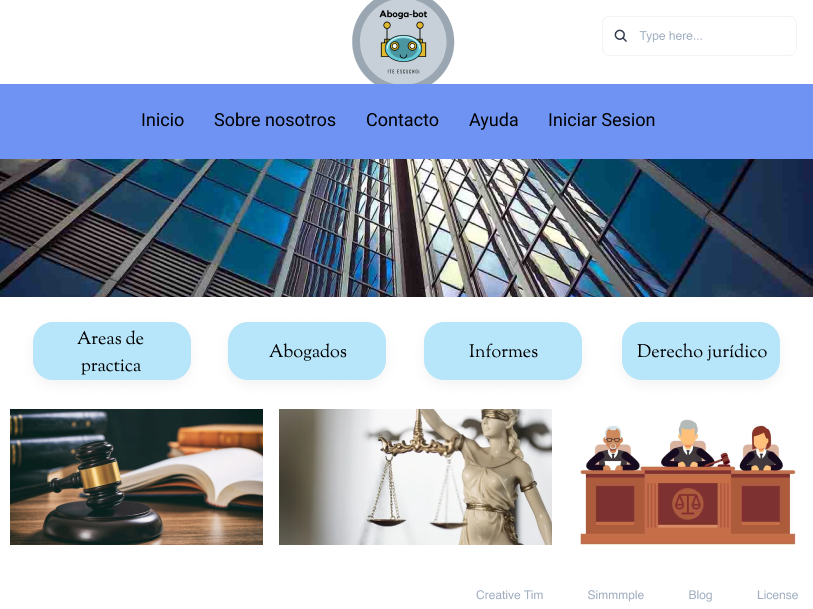 Aboga-bot
!TE ESCUCHO!
Type here...
Inicio Sobre nosotros Contacto Ayuda Iniciar Sesion
Areas de
practica
Abogados
Informes
Derecho jurídico
Creative Tim Simmmple Blog License